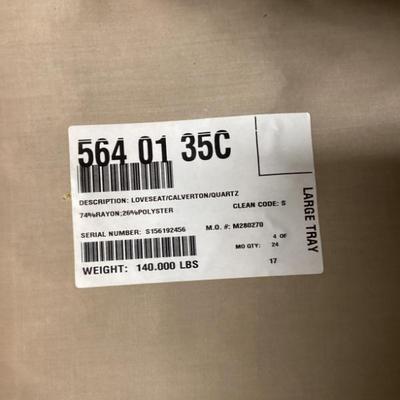 564 01 35C
DESCRIPTION: LOVESEAT/CALVERTON/QUARTZ
74%RAYON;26%POLYSTER
CLEAN CODE: S
SERIAL NUMBER: S156192456
M.O. #: M280270
4 OF
MO QTY: 24
17
WEIGHT: 140.000 LBS
LARGE TRAY